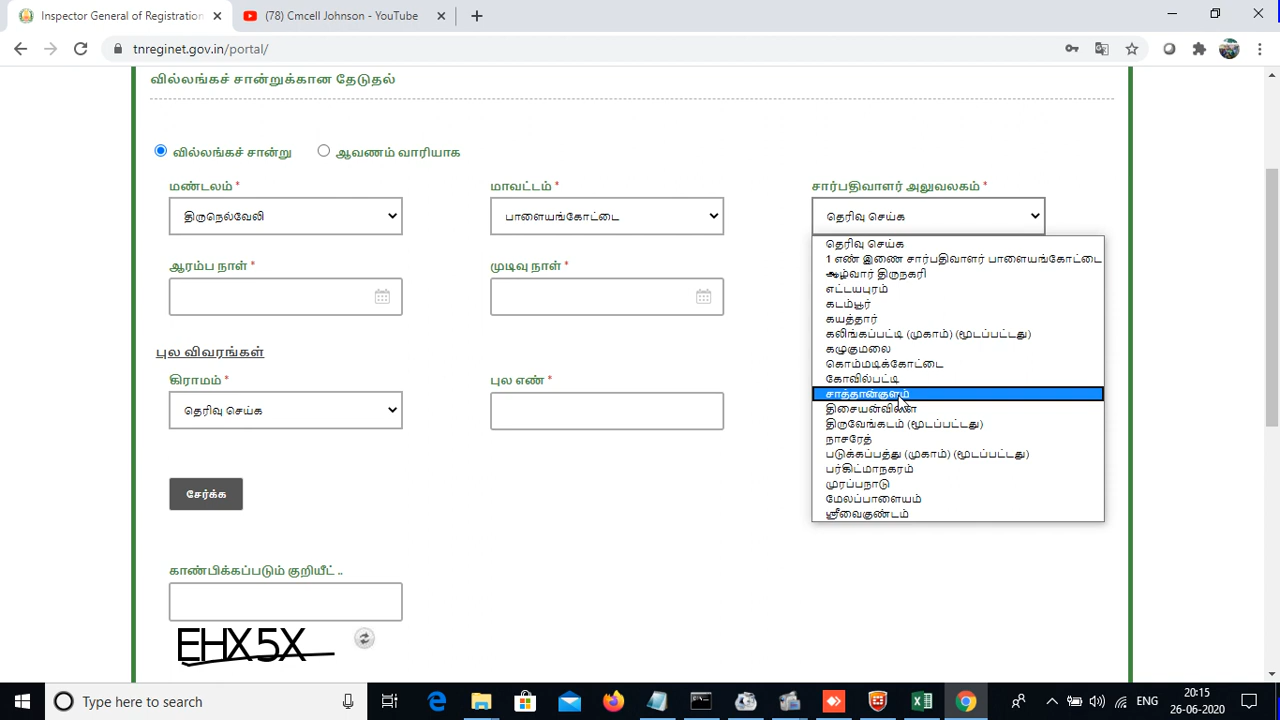 Inspector General of Registration
(78) Cmcell Johnson - YouTube
tnreginet.gov.in/portal/
வில்லங்கச் சான்றுக்கான தேடுதல்
வில்லங்கச் சான்று ஆவணம் வாரியாக
மண்டலம் * மாவட்டம் * சார்பதிவாளர் அலுவலகம் *
திருநெல்வேலி பாளையங்கோட்டை தெரிவு செய்க
தெரிவு செய்க
1 எண் இணை சார்பதிவாளர் பாளையங்கோட்டை
ஆழ்வார் திருநகரி
எட்டயபுரம்
கடம்பூர்
கயத்தார்
கலிங்கப்பட்டி (முகாம்) (மூடப்பட்டது)
கழுகுமலை
கொம்மடிக்கோட்டை
கோவில்பட்டி
சாத்தான்குளம்
திசையன்விளை
திருவேங்கடம் (மூடப்பட்டது)
நாசரேத்
படுக்கப்பத்து (முகாம்) (மூடப்பட்டது)
பர்கிட்மாநகரம்
முரப்பநாடு
மேலப்பாளையம்
ஸ்ரீவைகுண்டம்
ஆரம்ப நாள் * முடிவு நாள் *
புல விவரங்கள்
கிராமம் * புல எண் *
தெரிவு செய்க
சேர்க்க
காண்பிக்கப்படும் குறியீட் ..
EHX5X
Type here to search
ENG
20:15
26-06-2020